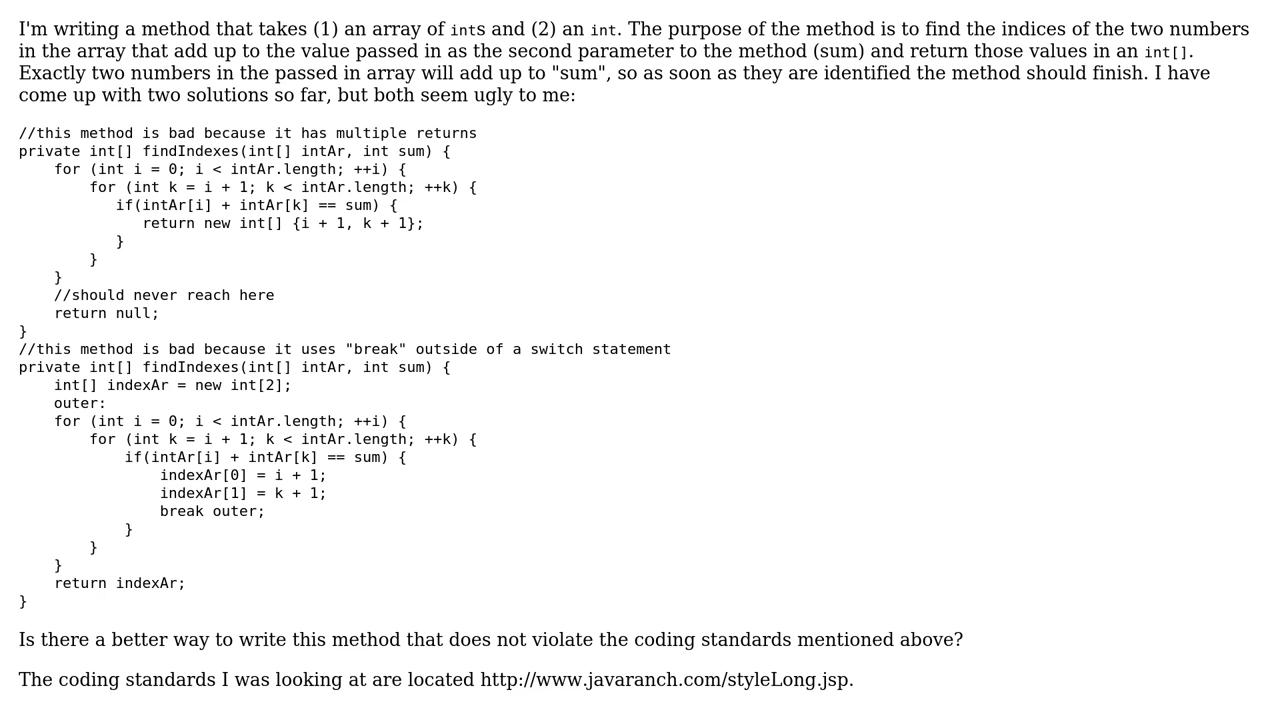 I'm writing a method that takes (1) an array of ints and (2) an int. The purpose of the method is to find the indices of the two numbers
in the array that add up to the value passed in as the second parameter to the method (sum) and return those values in an int[].
Exactly two numbers in the passed in array will add up to "sum", so as soon as they are identified the method should finish. I have
come up with two solutions so far, but both seem ugly to me:
//this method is bad because it has multiple returns
private int[] findIndexes(int[] intAr, int sum) {
    for (int i = 0; i < intAr.length; ++i) {
        for (int k = i + 1; k < intAr.length; ++k) {
           if(intAr[i] + intAr[k] == sum) {
              return new int[] {i + 1, k + 1};
           }
        }
    }
    //should never reach here
    return null;
}
//this method is bad because it uses "break" outside of a switch statement
private int[] findIndexes(int[] intAr, int sum) {
    int[] indexAr = new int[2];
    outer:
    for (int i = 0; i < intAr.length; ++i) {
        for (int k = i + 1; k < intAr.length; ++k) {
            if(intAr[i] + intAr[k] == sum) {
                indexAr[0] = i + 1;
                indexAr[1] = k + 1;
                break outer;
            }
        }
    }
    return indexAr;
}
Is there a better way to write this method that does not violate the coding standards mentioned above?
The coding standards I was looking at are located http://www.javaranch.com/styleLong.jsp.